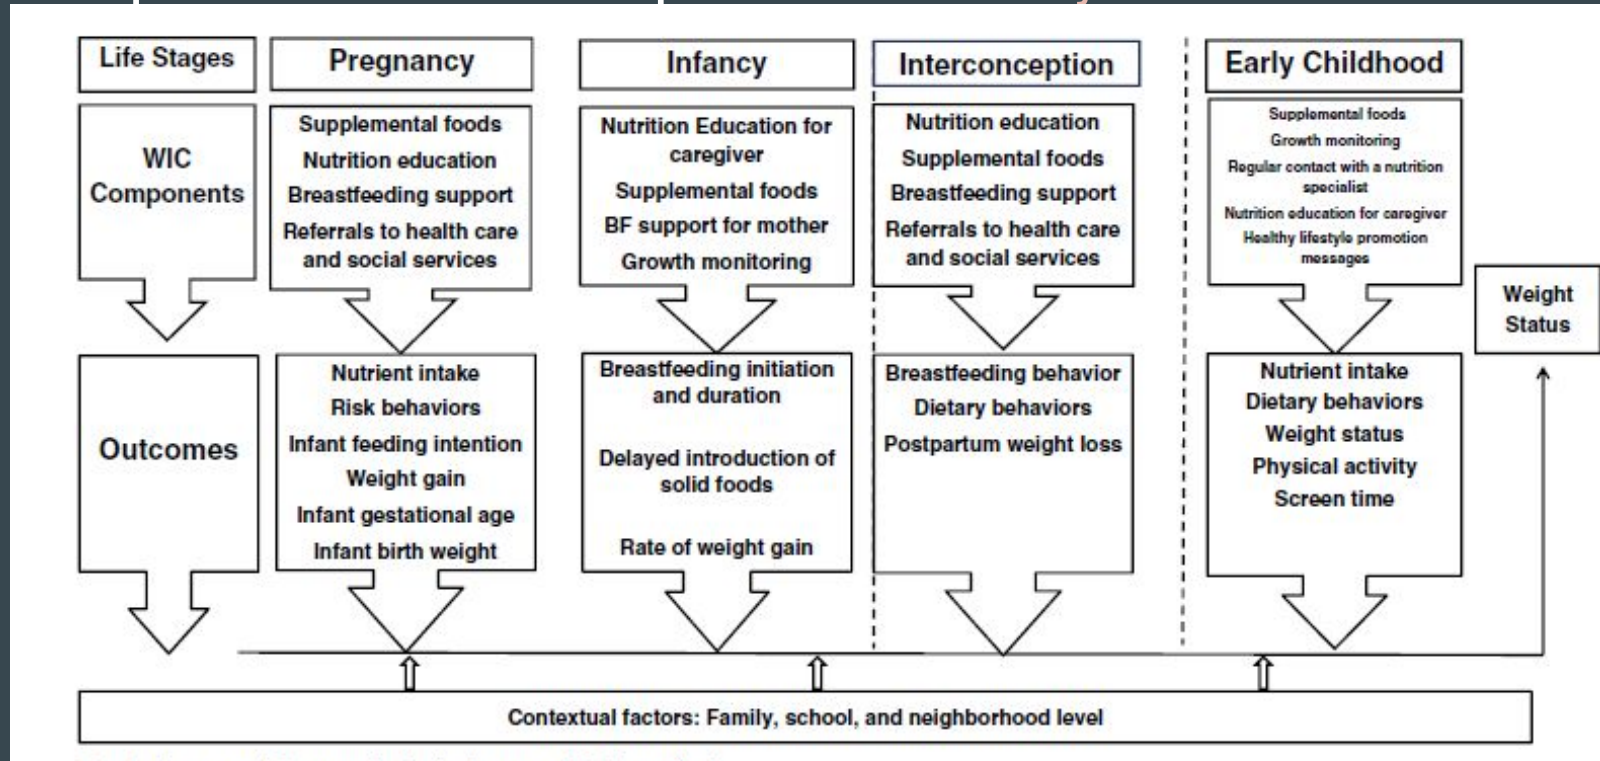 Life Stages
Pregnancy
Infancy
Interconception
Early Childhood
WIC
Components
Supplemental foods
Nutrition education
Breastfeeding support
Referrals to health care
and social services
Nutrition Education for
caregiver
Supplemental foods
BF support for mother
Growth monitoring
Nutrition education
Supplemental foods
Breastfeeding support
Referrals to health care
and social services
Supplemental foods
Growth monitoring
Regular contact with a nutrition
specialist
Nutrition education for caregiver
Healthy lifestyle promotion
messages
Weight
Status
Outcomes
Nutrient intake
Risk behaviors
Infant feeding intention
Weight gain
Infant gestational age
Infant birth weight
Breastfeeding initiation
and duration
Delayed introduction of
solid foods
Rate of weight gain
Breastfeeding behavior
Dietary behaviors
Postpartum weight loss
Nutrient intake
Dietary behaviors
Weight status
Physical activity
Screen time
Contextual factors: Family, school, and neighborhood level